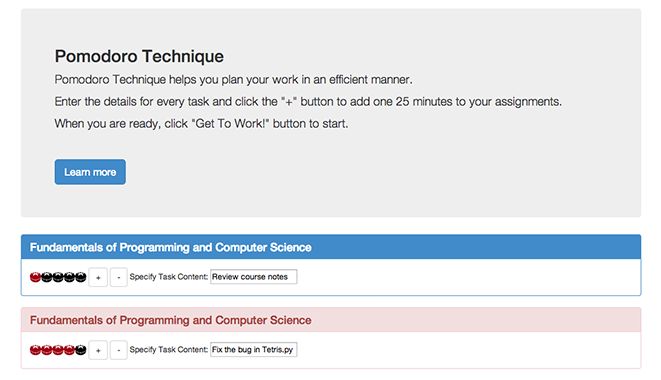 Pomodoro Technique
Pomodoro Technique helps you plan your work in an efficient manner.
Enter the details for every task and click the "+" button to add one 25 minutes to your assignments.
When you are ready, click "Get To Work!" button to start.
Learn more
Fundamentals of Programming and Computer Science
+ - Specify Task Content: Review course notes
Fundamentals of Programming and Computer Science
+ - Specify Task Content: Fix the bug in Tetris.py